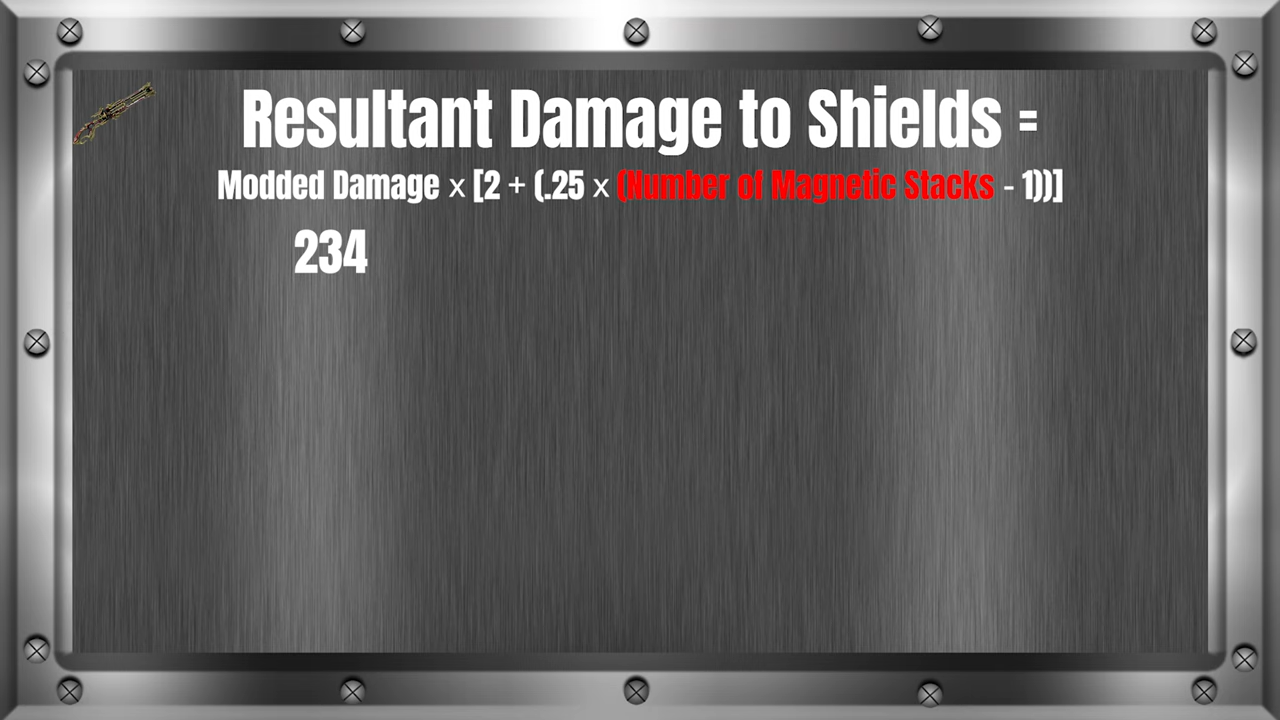 Resultant Damage to Shields =
Modded Damage x [2 + (.25 x (Number of Magnetic Stacks - 1))]
234